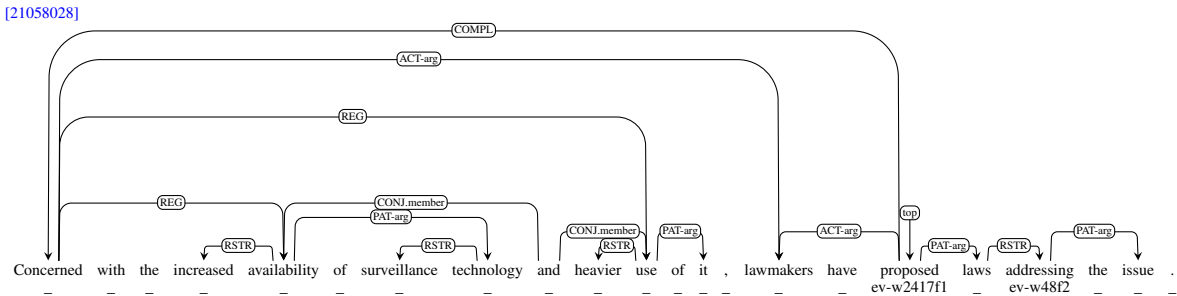 [21058028]
COMPL
ACT-arg
REG
REG CONJ.member
PAT-arg
top
CONJ.member PAT-arg ACT-arg PAT-arg
RSTR RSTR RSTR PAT-arg RSTR
Concerned with the increased availability of surveillance technology and heavier use of it , lawmakers have proposed laws addressing the issue .
_ _ _ _ _ _ _ _ _ _ _ _ _ _ _ _ ev-w2417f1 _ ev-w48f2 _ _ _